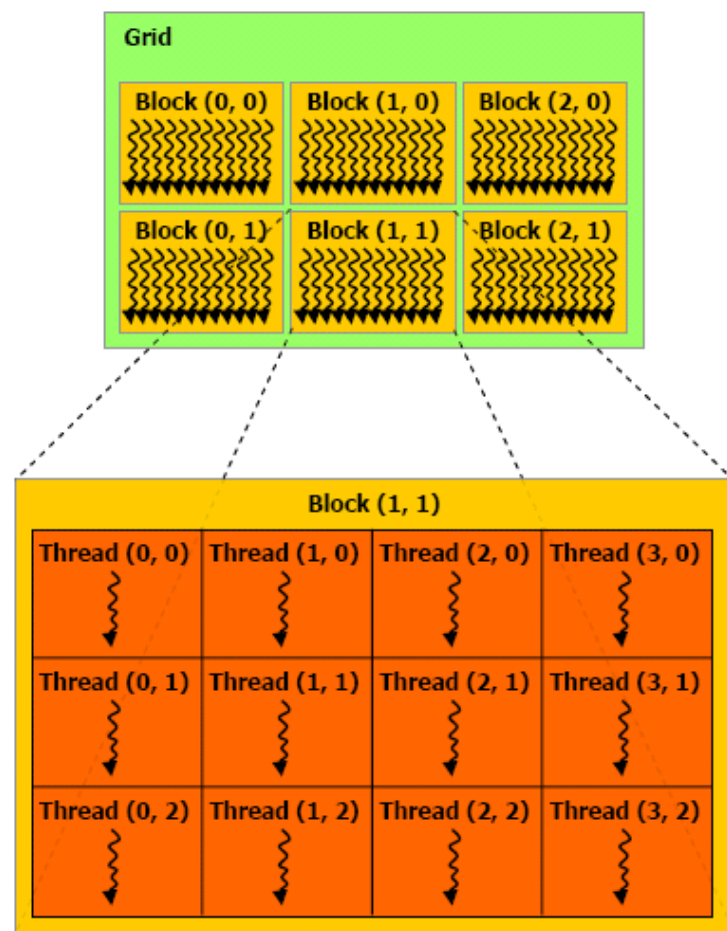 Grid
Block (0, 0) Block (1, 0) Block (2, 0)
Block (0, 1) Block (1, 1) Block (2, 1)
Block (1, 1)
Thread (0, 0) Thread (1, 0) Thread (2, 0) Thread (3, 0)
Thread (0, 1) Thread (1, 1) Thread (2, 1) Thread (3, 1)
Thread (0, 2) Thread (1, 2) Thread (2, 2) Thread (3, 2)